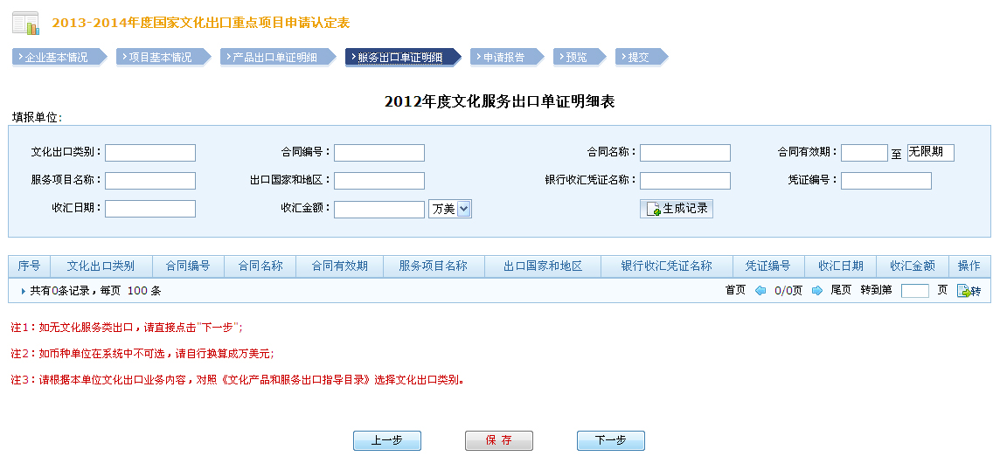 2013-2014年度国家文化出口重点项目申请认定表
企业基本情况 项目基本情况 产品出口单证明细 服务出口单证明细 申请报告 预览 提交
2012年度文化服务出口单证明细表
填报单位:
文化出口类别： 合同编号： 合同名称： 合同有效期： 至 无限期
服务项目名称： 出口国家和地区： 银行收汇凭证名称： 凭证编号：
收汇日期： 收汇金额： 万美 生成记录
序号 文化出口类别 合同编号 合同名称 合同有效期 服务项目名称 出口国家和地区 银行收汇凭证名称 凭证编号 收汇日期 收汇金额 操作
共有0条记录，每页 100 条 首页 0/0页 尾页 转到第 页 转
注1：如无文化服务类出口，请直接点击"下一步";
注2：如币种单位在系统中不可选，请自行换算成万美元;
注3：请根据本单位文化出口业务内容，对照《文化产品和服务出口指导目录》选择文化出口类别。
上一步 保 存 下一步